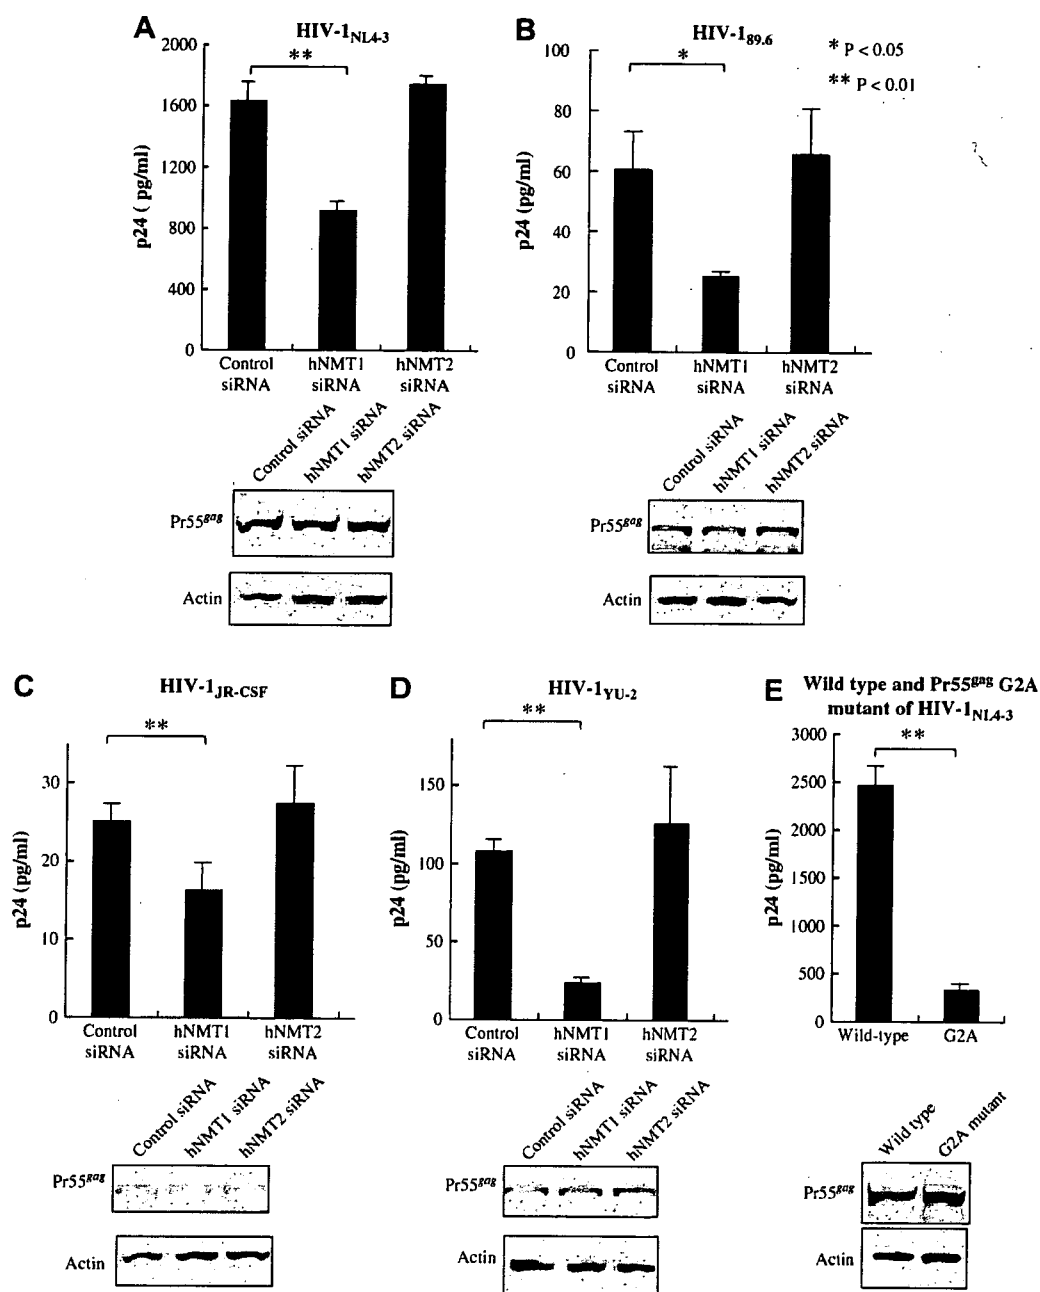 A
HIV-1NL4-3
**
2000
1600
1200
800
400
0
p24 ( pg/ml)
Control siRNA
hNMT1 siRNA
hNMT2 siRNA
Control siRNA
hNMT1 siRNA
hNMT2 siRNA
Pr55gag
Actin
B
HIV-189.6
* P < 0.05
** P < 0.01
*
100
80
60
40
20
0
p24 (pg/ml)
Control siRNA
hNMT1 siRNA
hNMT2 siRNA
Control siRNA
hNMT1 siRNA
hNMT2 siRNA
Pr55gag
Actin
C
HIV-1JR-CSF
**
30
20
10
0
p24 (pg/ml)
Control siRNA
hNMT1 siRNA
hNMT2 siRNA
Control siRNA
hNMT1 siRNA
hNMT2 siRNA
Pr55gag
Actin
D
HIV-1YU-2
**
150
100
50
0
p24 (pg/ml)
Control siRNA
hNMT1 siRNA
hNMT2 siRNA
Control siRNA
hNMT1 siRNA
hNMT2 siRNA
Pr55gag
Actin
E
Wild type and Pr55gag G2A
mutant of HIV-1NL4-3
**
3000
2500
2000
1500
1000
500
0
p24 (pg/ml)
Wild-type
G2A
Wild type
G2A mutant
Pr55gag
Actin